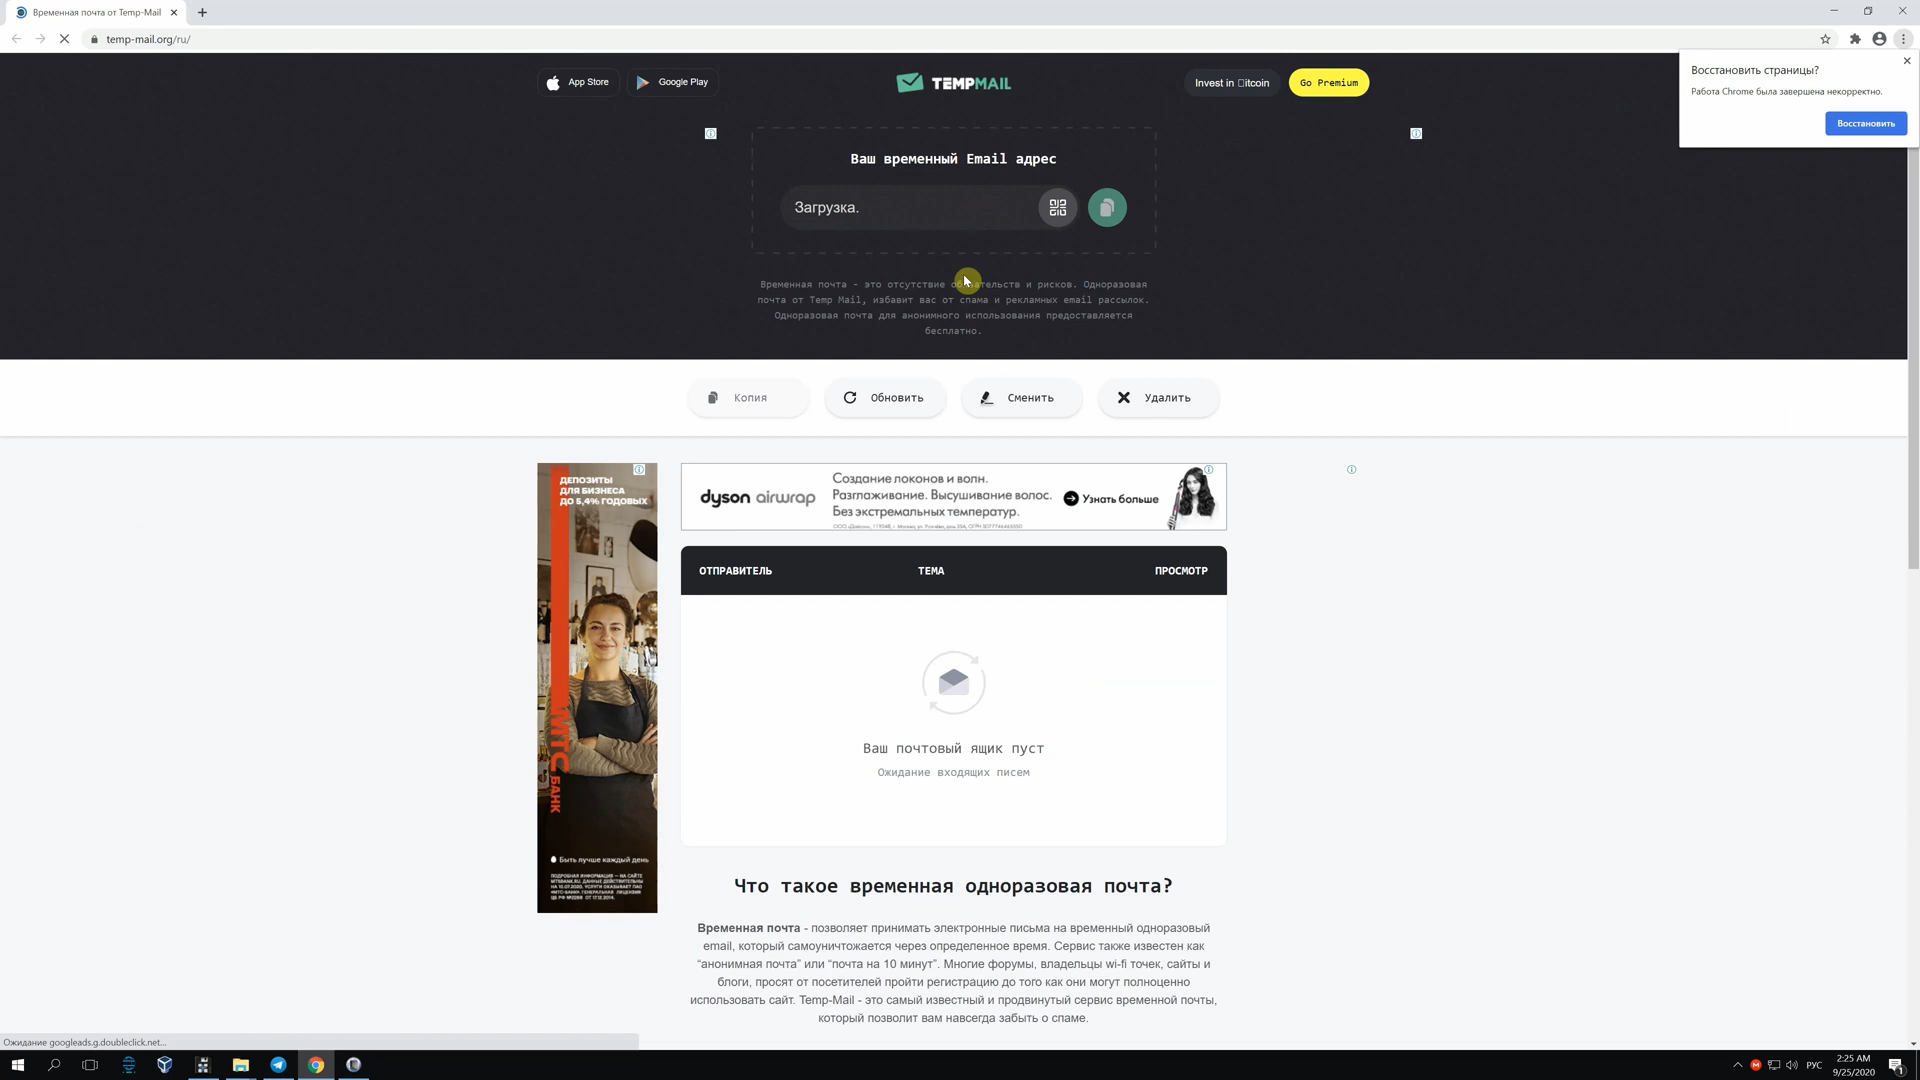 Временная почта от Temp-Mail
temp-mail.org/ru/
App Store
Google Play
TEMPMAIL
Invest in ₿itcoin
Go Premium
Восстановить страницы?
Работа Chrome была завершена некорректно.
Восстановить
Ваш временный Email адрес
Загрузка.
Временная почта - это отсутствие обязательств и рисков. Одноразовая
почта от Temp Mail, избавит вас от спама и рекламных email рассылок.
Одноразовая почта для анонимного использования предоставляется
бесплатно.
Копия
Обновить
Сменить
Удалить
ДЕПОЗИТЫ
ДЛЯ БИЗНЕСА
ДО 5,4% ГОДОВЫХ
МТС
БАНК
Быть лучше каждый день
dyson airwrap
Создание локонов и волн.
Разглаживание. Высушивание волос.
Без экстремальных температур.
Узнать больше
ОТПРАВИТЕЛЬ
ТЕМА
ПРОСМОТР
Ваш почтовый ящик пуст
Ожидание входящих писем
Что такое временная одноразовая почта?
Временная почта - позволяет принимать электронные письма на временный одноразовый
email, который самоуничтожается через определенное время. Сервис также известен как
“анонимная почта” или “почта на 10 минут”. Многие форумы, владельцы wi-fi точек, сайты и
блоги, просят от посетителей пройти регистрацию до того как они могут полноценно
использовать сайт. Temp-Mail - это самый известный и продвинутый сервис временной почты,
который позволит вам навсегда забыть о спаме.
Ожидание googleads.g.doubleclick.net...
РУС
2:25 AM
9/25/2020